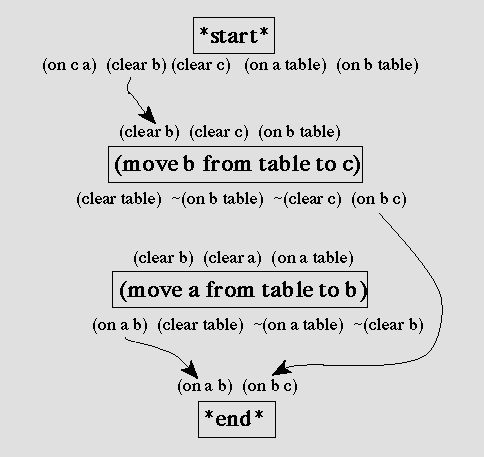 *start*
(on c a) (clear b) (clear c) (on a table) (on b table)
(clear b) (clear c) (on b table)
(move b from table to c)
(clear table) ~(on b table) ~(clear c) (on b c)
(clear b) (clear a) (on a table)
(move a from table to b)
(on a b) (clear table) ~(on a table) ~(clear b)
(on a b) (on b c)
*end*